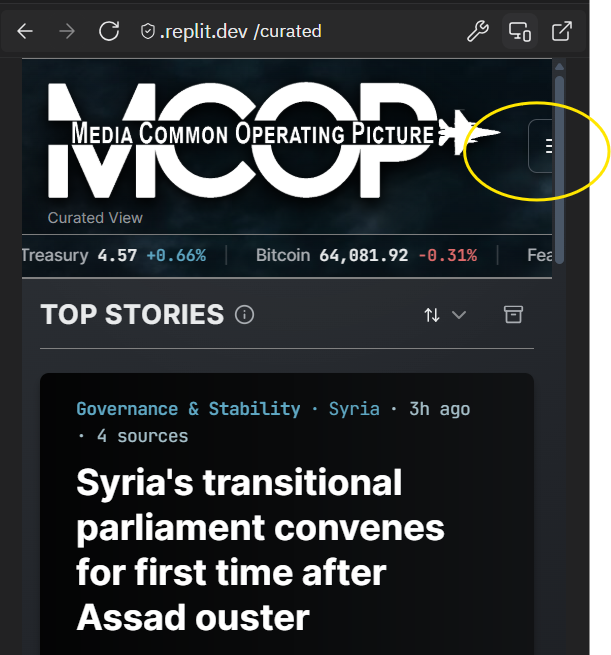 .replit.dev /curated
MCOP
MEDIA COMMON OPERATING PICTURE
Curated View
Treasury 4.57 +0.66% Bitcoin 64,081.92 -0.31% Fea
TOP STORIES
Governance & Stability · Syria · 3h ago
· 4 sources
Syria's transitional
parliament convenes
for first time after
Assad ouster